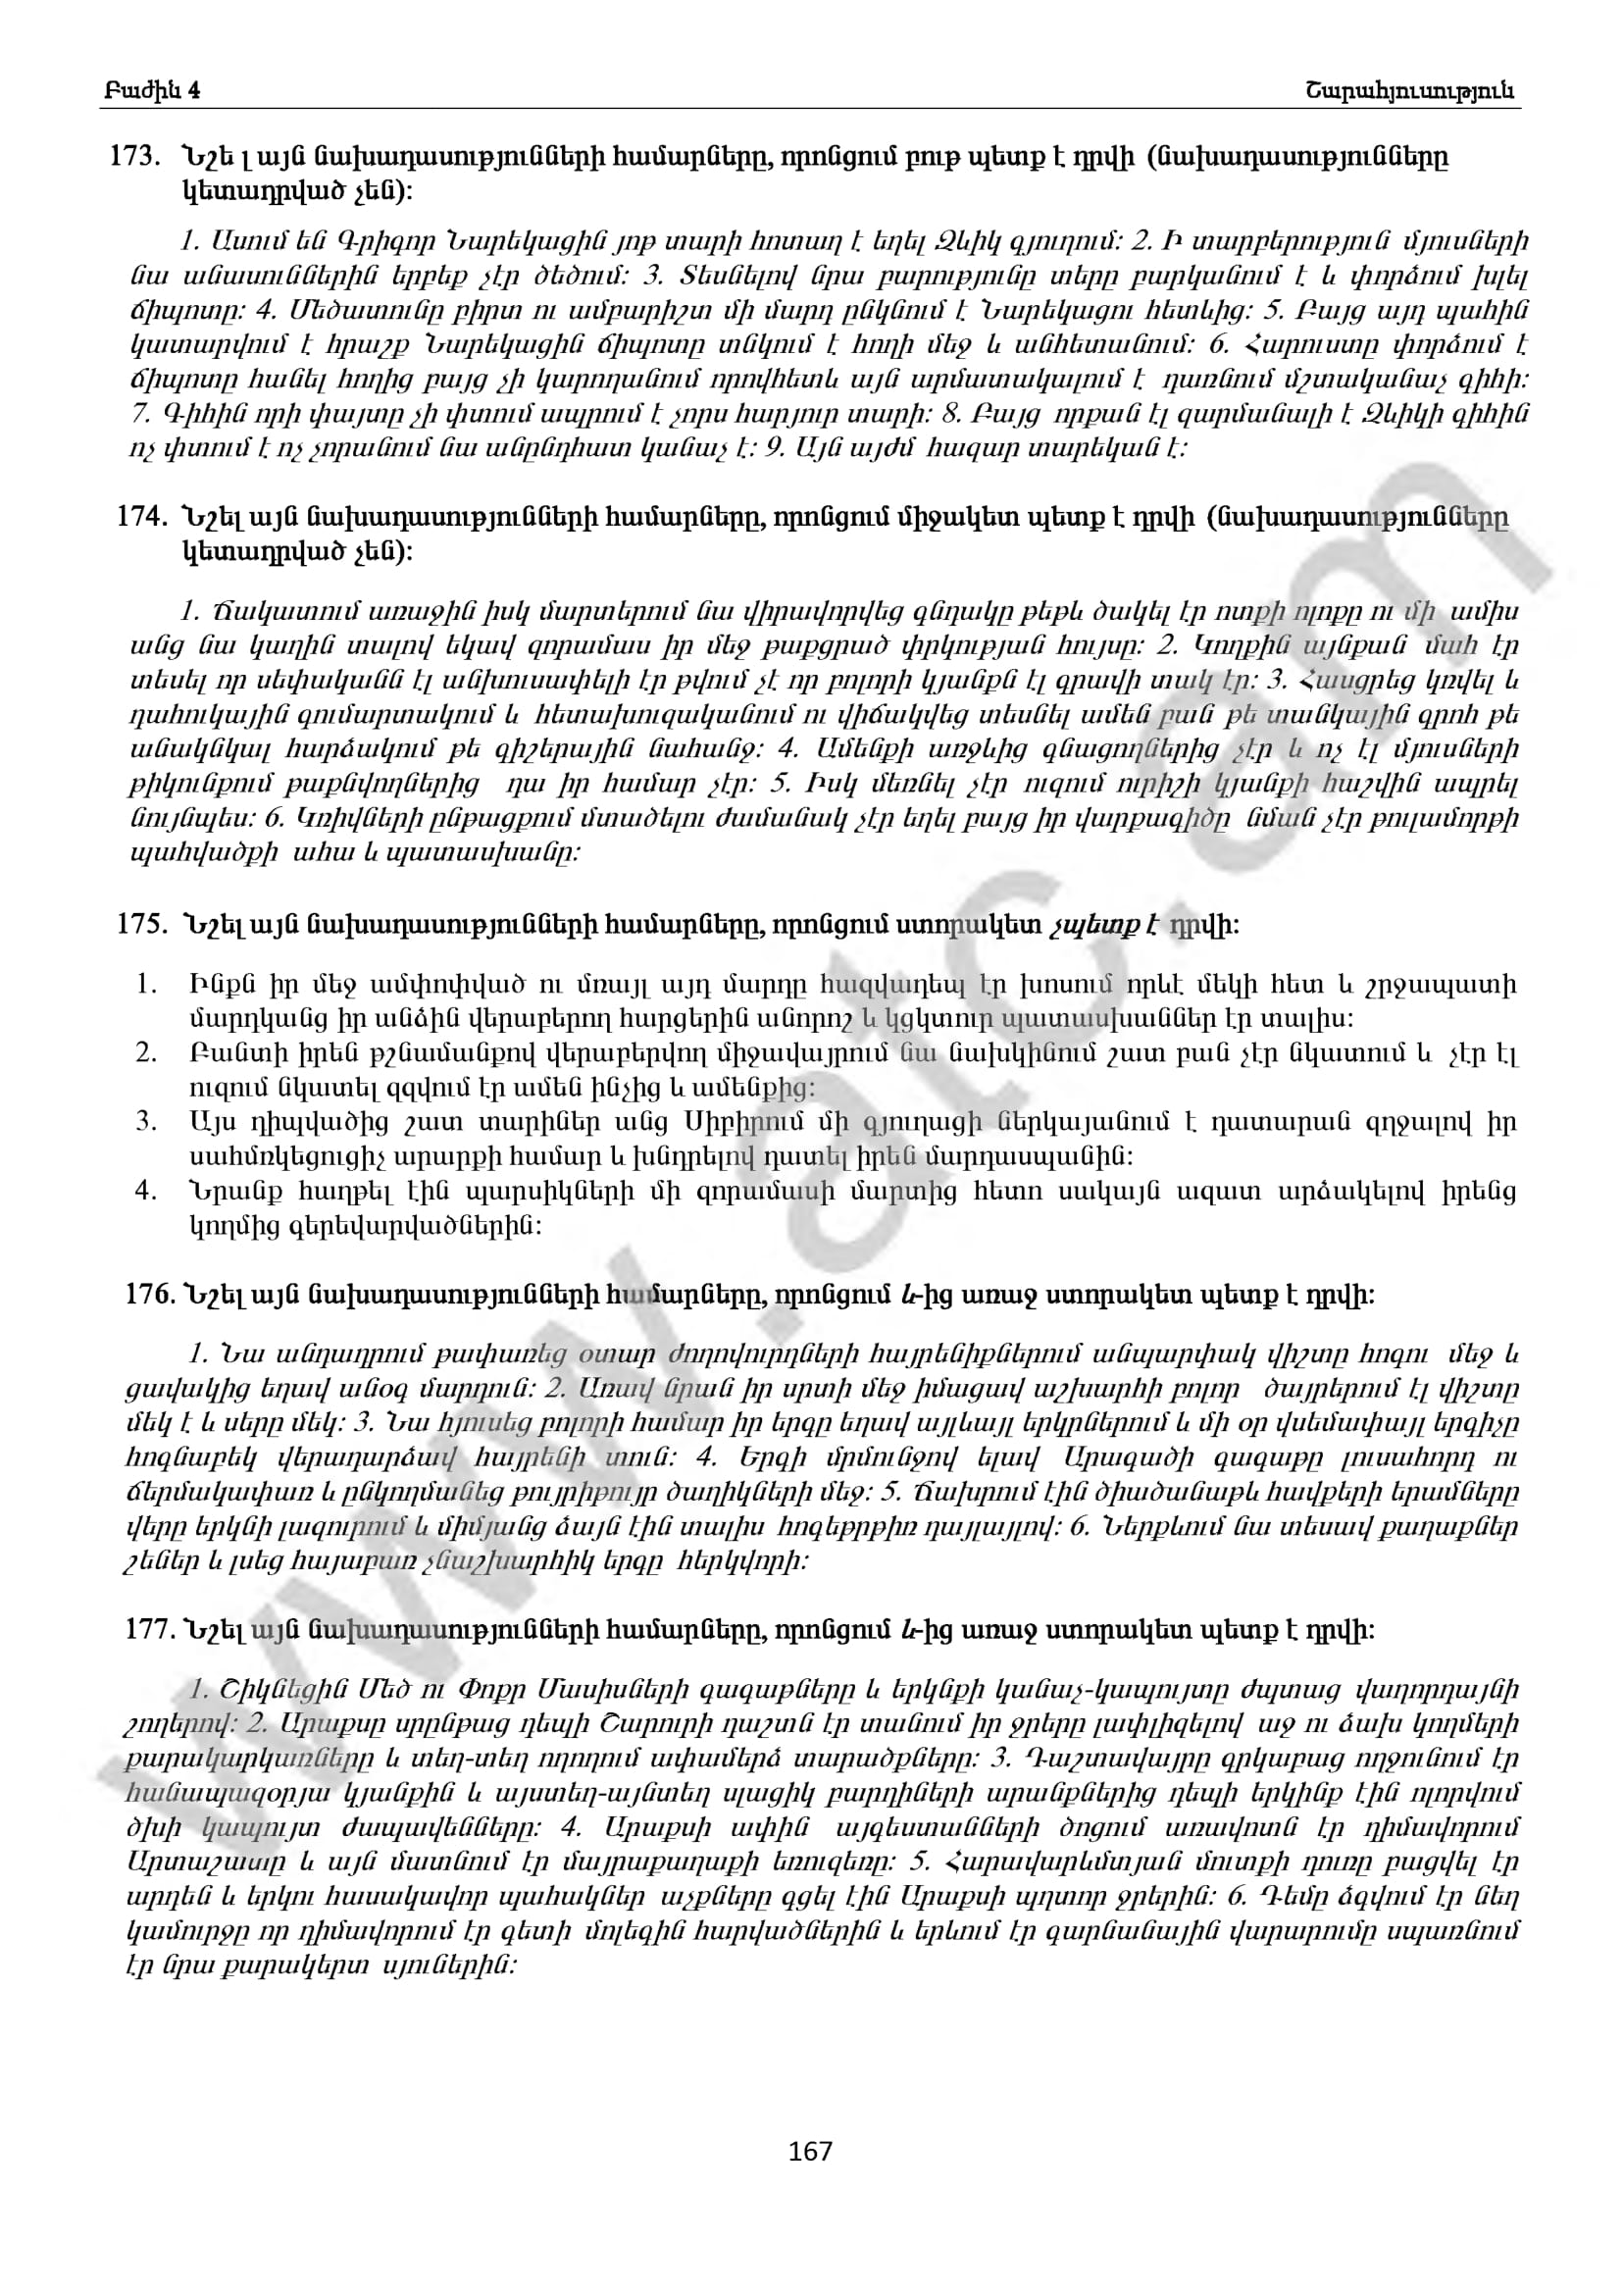 Բաժին 4 Շարահյուսություն
173. Նշե լ այն նախադասությունների համարները, որոնցում բութ պետք է դրվի (նախադասությունները
կետադրված չեն):
1. Ասում են Գրիգոր Նարեկացին յոթ տարի հոտաղ է եղել Ձևիկ գյուղում: 2. Ի տարբերություն մյուսների
նա անասուններին երբեք չէր ծեծում: 3. Տեսնելով նրա բարությունը տերը բարկանում է և փորձում խլել
ճիպոտը: 4. Մեծատունը բիրտ ու ամբարիշտ մի մարդ ընկնում է Նարեկացու հետևից: 5. Բայց այդ պահին
կատարվում է հրաշք Նարեկացին ճիպոտը տնկում է հողի մեջ և անհետանում: 6. Հարուստը փորձում է
ճիպոտը հանել հողից բայց չի կարողանում որովհետև այն արմատակալում է դառնում մշտականաչ գիհի:
7. Գիհին որի փայտը չի փտում ապրում է չորս հարյուր տարի: 8. Բայց որքան էլ զարմանալի է Ձևիկի գիհին
ոչ փտում է ոչ չորանում նա անընդհատ կանաչ է: 9. Այն այժմ հազար տարեկան է:
174. Նշել այն նախադասությունների համարները, որոնցում միջակետ պետք է դրվի (նախադասությունները
կետադրված չեն):
1. Ճակատում առաջին իսկ մարտերում նա վիրավորվեց գնդակը թեթև ծակել էր ոտքի ոլոքը ու մի ամիս
անց նա կաղին տալով եկավ զորամաս իր մեջ թաքցրած փրկության հույսը: 2. Կողքին այնքան մահ էր
տեսել որ սեփականն էլ անխուսափելի էր թվում չէ որ բոլորի կյանքն էլ գրավի տակ էր: 3. Հասցրեց կռվել և
դահուկային գումարտակում և հետախուզականում ու վիճակվեց տեսնել ամեն բան թե տանկային գրոհ թե
անակնկալ հարձակում թե գիշերային նահանջ: 4. Ամենքի առջևից գնացողներից չէր և ոչ էլ մյուսների
թիկունքում թաքնվողներից դա իր համար չէր: 5. Իսկ մեռնել չէր ուզում ուրիշի կյանքի հաշվին ապրել
նույնպես: 6. Կռիվների ընթացքում մտածելու ժամանակ չէր եղել բայց իր վարքագիծը նման չէր թուլամորթի
պահվածքի ահա և պատասխանը:
175. Նշել այն նախադասությունների համարները, որոնցում ստորակետ չպետք է դրվի:
1. Ինքն իր մեջ ամփոփված ու մռայլ այդ մարդը հազվադեպ էր խոսում որևէ մեկի հետ և շրջապատի
մարդկանց իր անձին վերաբերող հարցերին անորոշ և կցկտուր պատասխաններ էր տալիս:
2. Բանտի իրեն թշնամանքով վերաբերվող միջավայրում նա նախկինում շատ բան չէր նկատում և չէր էլ
ուզում նկատել զզվում էր ամեն ինչից և ամենքից:
3. Այս դիպվածից շատ տարիներ անց Սիբիրում մի գյուղացի ներկայանում է դատարան զղջալով իր
սահմռկեցուցիչ արարքի համար և խնդրելով դատել իրեն մարդասպանին:
4. Նրանք հաղթել էին պարսիկների մի զորամասի մարտից հետո սակայն ազատ արձակելով իրենց
կողմից գերեվարվածներին:
176. Նշել այն նախադասությունների համարները, որոնցում և-ից առաջ ստորակետ պետք է դրվի:
1. Նա անդադրում թափառեց օտար ժողովուրդների հայրենիքներում անպարփակ վիշտը հոգու մեջ և
ցավակից եղավ անօգ մարդուն: 2. Առավ նրան իր սրտի մեջ իմացավ աշխարհի բոլոր ծայրերում էլ վիշտը
մեկ է և սերը մեկ: 3. Նա հյուսեց բոլորի համար իր երգը եղավ այլևայլ երկրներում և մի օր վսեմափայլ երգիչը
հոգնաբեկ վերադարձավ հայրենի տուն: 4. Երգի մրմունջով ելավ Արագածի գագաթը լուսահորդ ու
ճերմակափառ և ընկողմանեց թույրիթույր ծաղիկների մեջ: 5. Ճախրում էին ծիածանաթև հավքերի երամները
վերը երկնի լազուրում և միմյանց ձայն էին տալիս հոգեթրթիռ դայլայլով: 6. Ներքևում նա տեսավ քաղաքներ
շեներ և լսեց հայաբառ չնաշխարհիկ երգը հերկվորի:
177. Նշել այն նախադասությունների համարները, որոնցում և-ից առաջ ստորակետ պետք է դրվի:
1. Շիկնեցին Մեծ ու Փոքր Մասիսների գագաթները և երկնքի կանաչ-կապույտը ժպտաց վաղորդայնի
շողերով: 2. Արաքսը սրընթաց դեպի Շարուրի դաշտն էր տանում իր ջրերը լափլիզելով աջ ու ձախ կողմերի
քարակարկառները և տեղ-տեղ ողողում ափամերձ տարածքները: 3. Դաշտավայրը գրկաբաց ողջունում էր
հանապազօրյա կյանքին և այստեղ-այնտեղ սլացիկ բարդիների արանքներից դեպի երկինք էին ոլորվում
ծխի կապույտ ժապավենները: 4. Արաքսի ափին այգեստանների ծոցում առավոտն էր դիմավորում
Արտաշատը և այն մատնում էր մայրաքաղաքի եռուզեռը: 5. Հարավարևմտյան մուտքի դուռը բացվել էր
արդեն և երկու հասակավոր պահակներ աչքները գցել էին Արաքսի պղտոր ջրերին: 6. Դեմը ձգվում էր նեղ
կամուրջը որ դիմավորում էր գետի մոլեգին հարվածներին և երևում էր գարնանային վարարումը սպառնում
էր նրա քարակերտ սյուներին:
167
www.atc.am